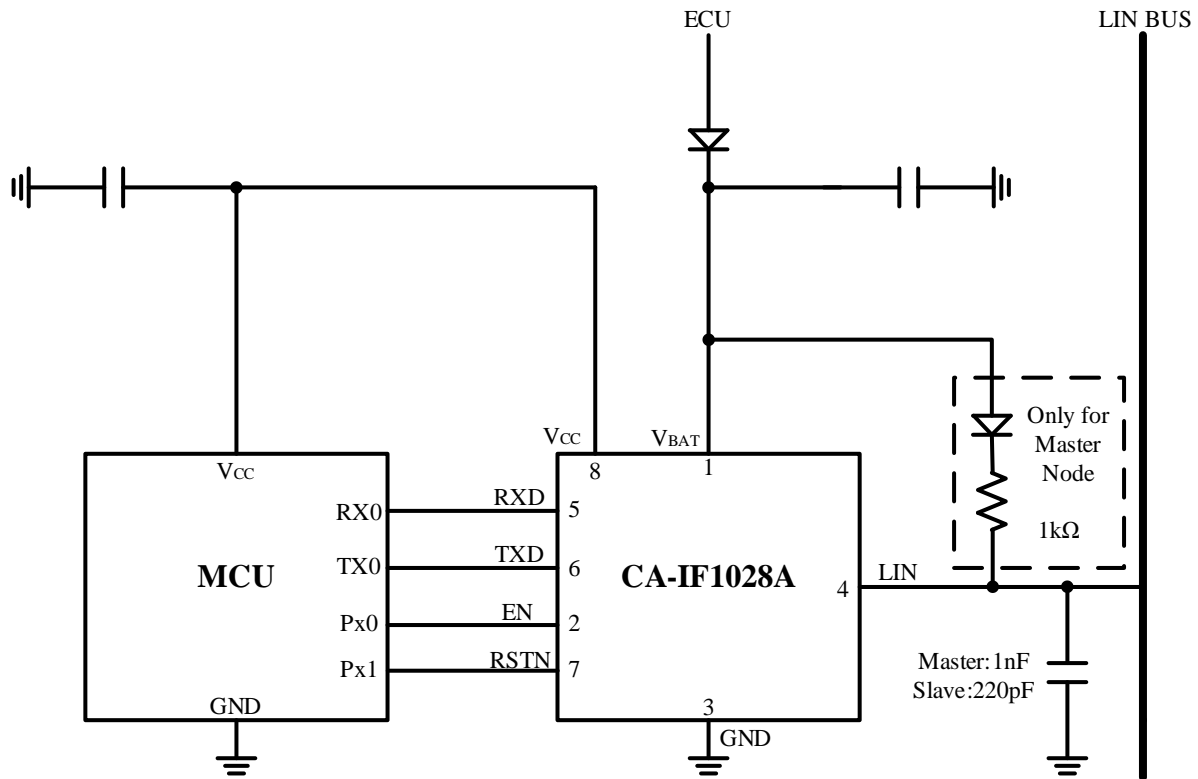 ECU
LIN BUS
Only for
Master
Node
1kΩ
VCC
VBAT
VCC
8
1
RX0
RXD
5
TX0
TXD
6
MCU
CA-IF1028A
4
LIN
Px0
EN
2
Px1
RSTN
7
Master:1nF
Slave:220pF
GND
3
GND